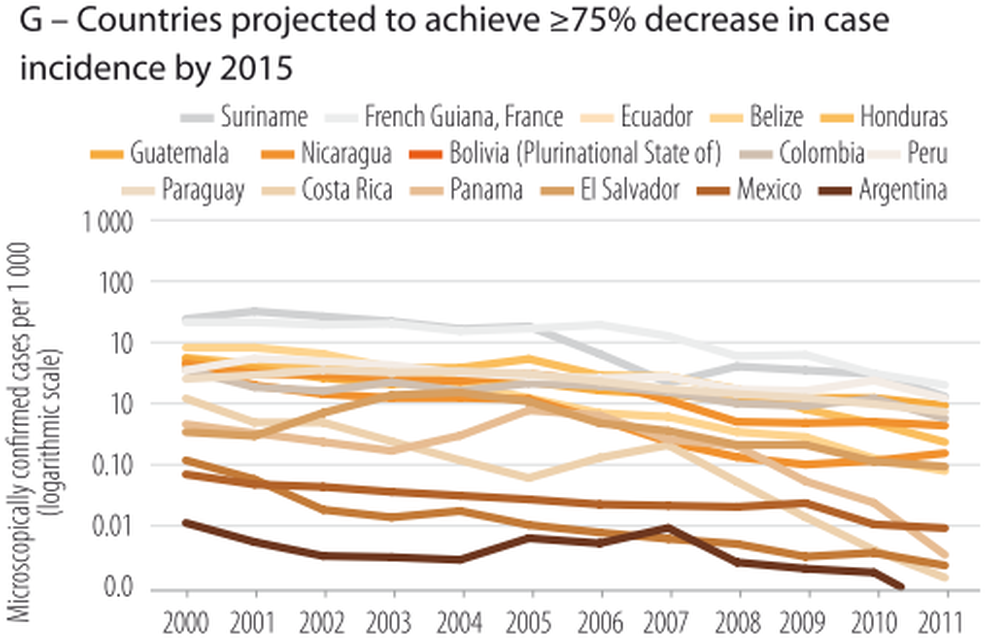 G – Countries projected to achieve ≥75% decrease in case
incidence by 2015
Suriname French Guiana, France Ecuador Belize Honduras
Guatemala Nicaragua Bolivia (Plurinational State of) Colombia Peru
Paraguay Costa Rica Panama El Salvador Mexico Argentina
Microscopically confirmed cases per 1 000
(logarithmic scale)
1 000
100
10
10
0.10
0.01
0.0
2000 2001 2002 2003 2004 2005 2006 2007 2008 2009 2010 2011